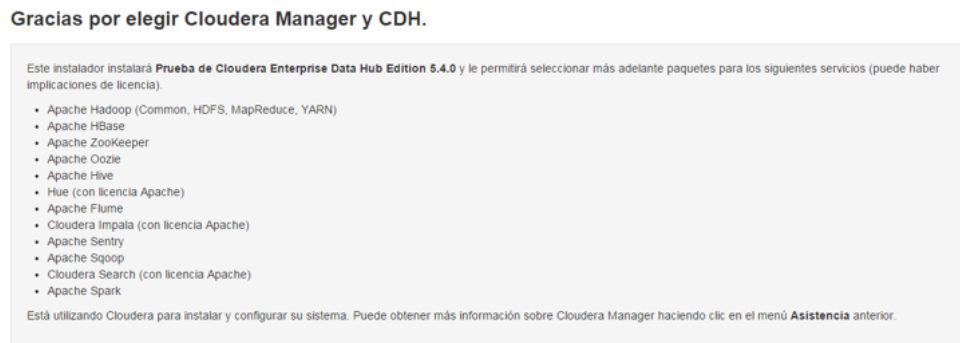 Gracias por elegir Cloudera Manager y CDH.
Este instalador instalará Prueba de Cloudera Enterprise Data Hub Edition 5.4.0 y le permitirá seleccionar más adelante paquetes para los siguientes servicios (puede haber
implicaciones de licencia).
• Apache Hadoop (Common, HDFS, MapReduce, YARN)
• Apache HBase
• Apache ZooKeeper
• Apache Oozie
• Apache Hive
• Hue (con licencia Apache)
• Apache Flume
• Cloudera Impala (con licencia Apache)
• Apache Sentry
• Apache Sqoop
• Cloudera Search (con licencia Apache)
• Apache Spark
Está utilizando Cloudera para instalar y configurar su sistema. Puede obtener más información sobre Cloudera Manager haciendo clic en el menú Asistencia anterior.